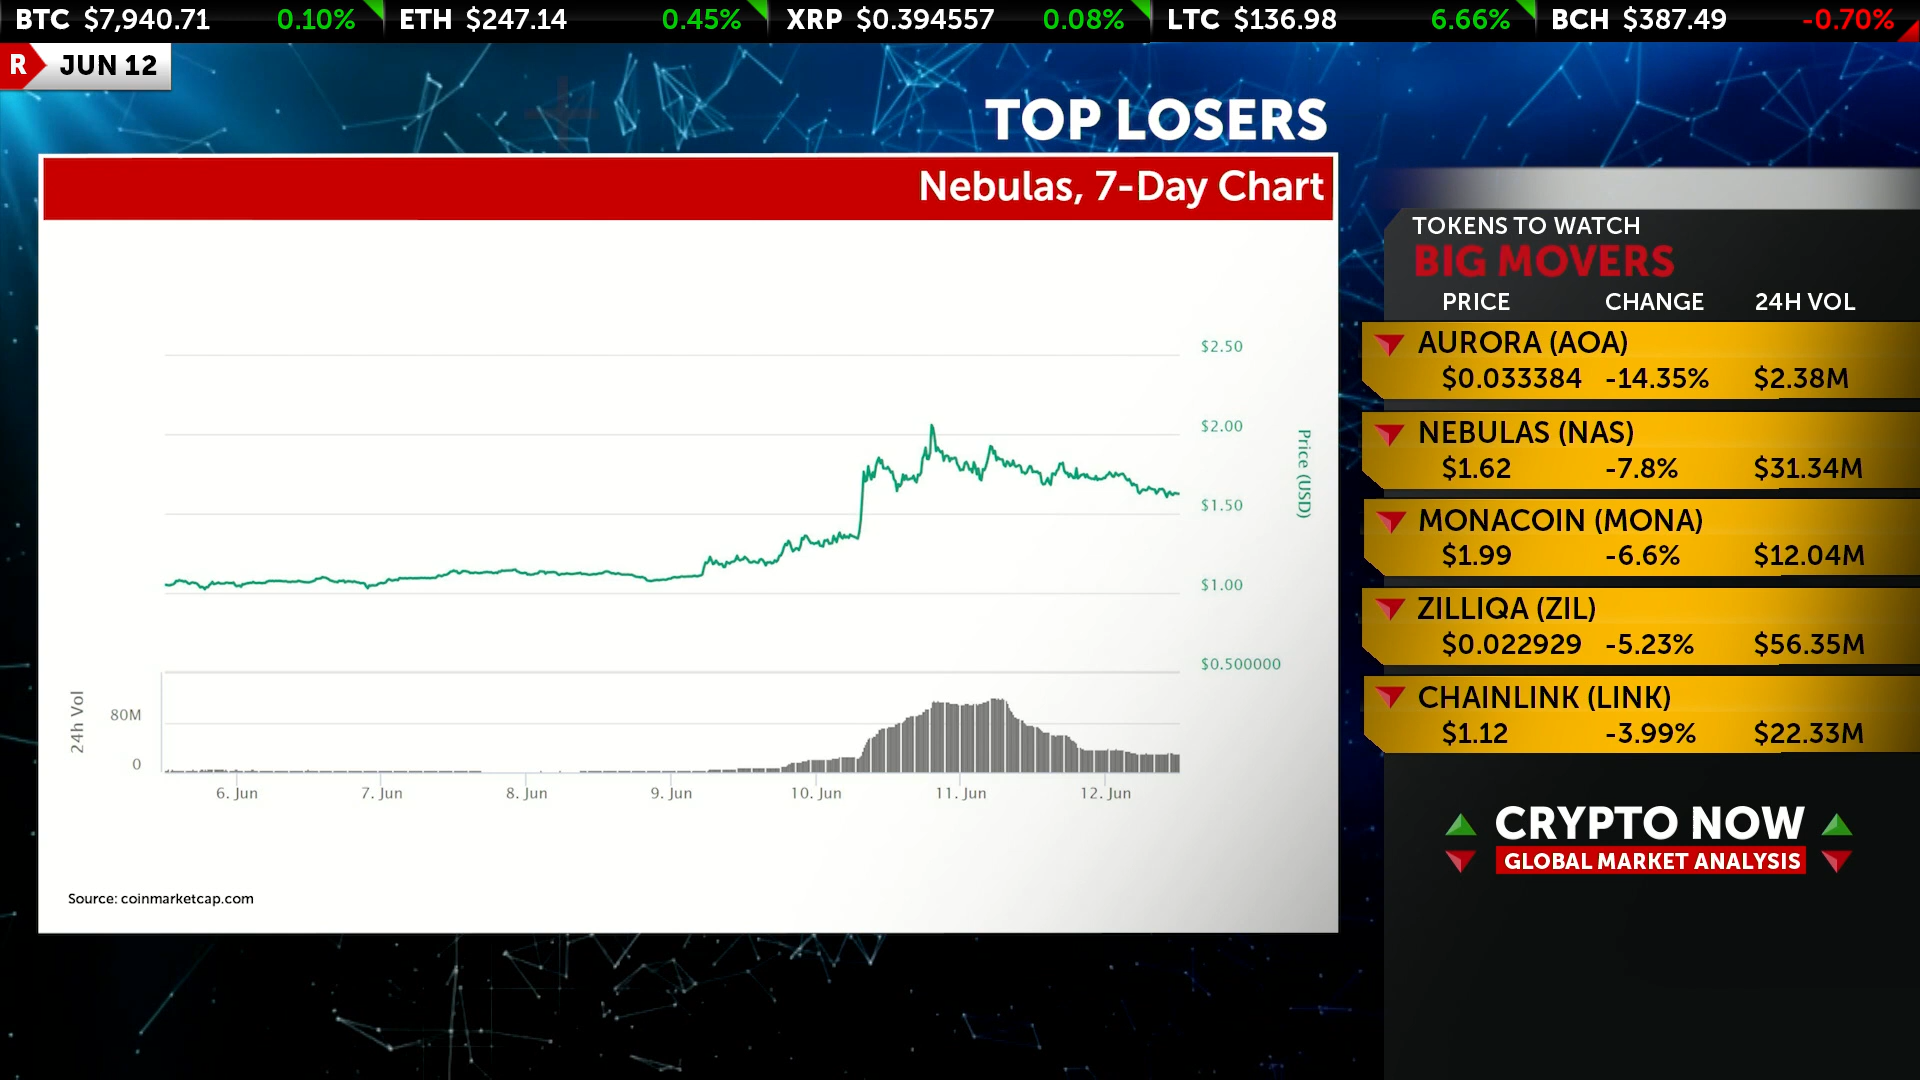 BTC $7,940.71 0.10% ETH $247.14 0.45% XRP $0.394557 0.08% LTC $136.98 6.66% BCH $387.49 -0.70%
R JUN 12
TOP LOSERS
Nebulas, 7-Day Chart
$2.50
$2.00
$1.50
$1.00
$0.500000
Price (USD)
24h Vol
80M
0
6. Jun 7. Jun 8. Jun 9. Jun 10. Jun 11. Jun 12. Jun
Source: coinmarketcap.com
TOKENS TO WATCH
BIG MOVERS
PRICE CHANGE 24H VOL
AURORA (AOA)
$0.033384 -14.35% $2.38M
NEBULAS (NAS)
$1.62 -7.8% $31.34M
MONACOIN (MONA)
$1.99 -6.6% $12.04M
ZILLIQA (ZIL)
$0.022929 -5.23% $56.35M
CHAINLINK (LINK)
$1.12 -3.99% $22.33M
CRYPTO NOW
GLOBAL MARKET ANALYSIS